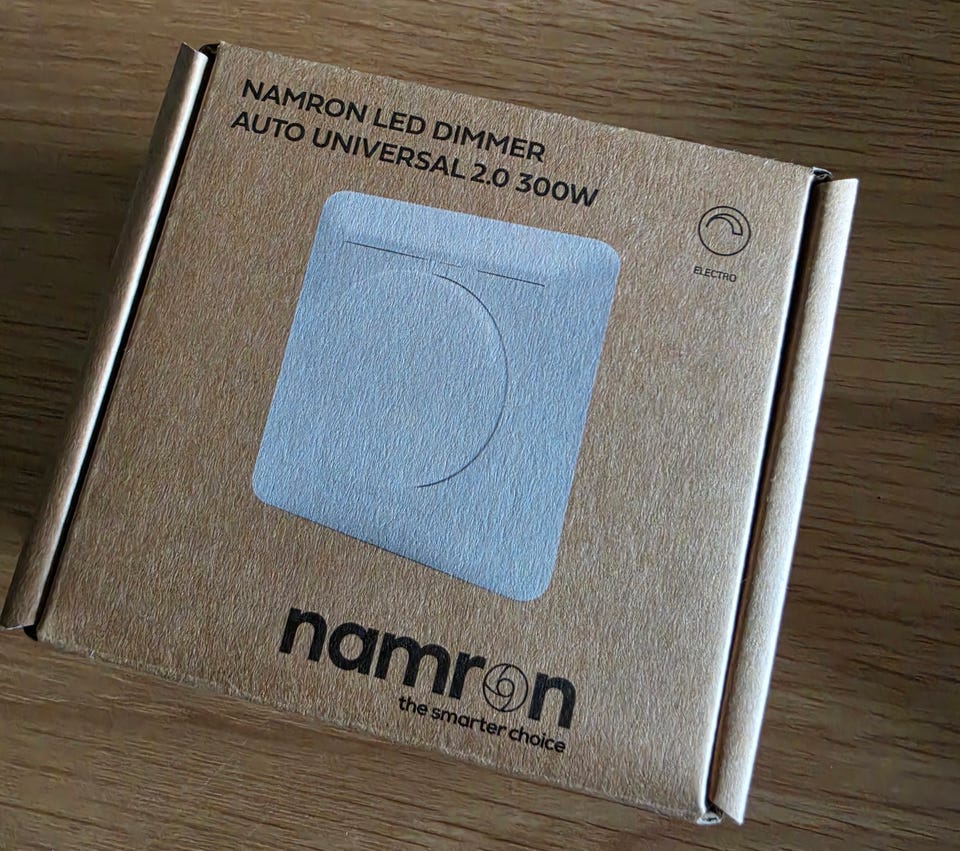 NAMRON LED DIMMER
AUTO UNIVERSAL 2.0 300W
ELECTRO
namron
the smarter choice